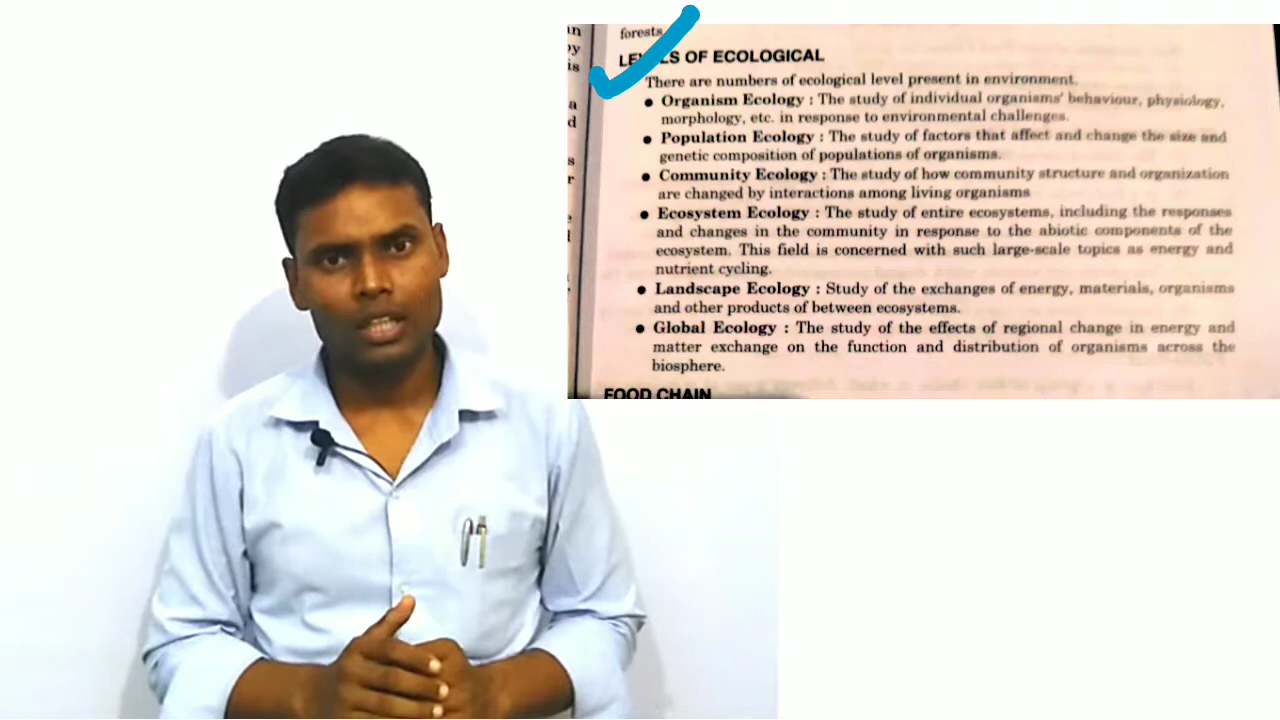 forests.
LEVELS OF ECOLOGICAL
There are numbers of ecological level present in environment.
• Organism Ecology : The study of individual organisms' behaviour, physiology,
morphology, etc. in response to environmental challenges.
• Population Ecology : The study of factors that affect and change the size and
genetic composition of populations of organisms.
• Community Ecology : The study of how community structure and organization
are changed by interactions among living organisms
• Ecosystem Ecology : The study of entire ecosystems, including the responses
and changes in the community in response to the abiotic components of the
ecosystem. This field is concerned with such large-scale topics as energy and
nutrient cycling.
• Landscape Ecology : Study of the exchanges of energy, materials, organisms
and other products of between ecosystems.
• Global Ecology : The study of the effects of regional change in energy and
matter exchange on the function and distribution of organisms across the
biosphere.
FOOD CHAIN